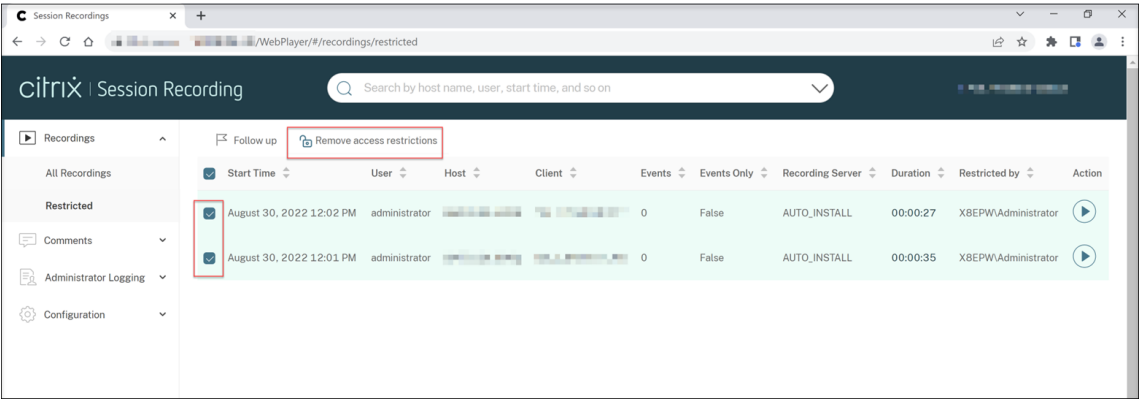 Session Recordings
/WebPlayer/#/recordings/restricted
citrix | Session Recording
Search by host name, user, start time, and so on
Recordings
All Recordings
Restricted
Comments
Administrator Logging
Configuration
Follow up Remove access restrictions
Start Time User Host Client Events Events Only Recording Server Duration Restricted by Action
August 30, 2022 12:02 PM administrator 0 False AUTO_INSTALL 00:00:27 X8EPW\Administrator
August 30, 2022 12:01 PM administrator 0 False AUTO_INSTALL 00:00:35 X8EPW\Administrator